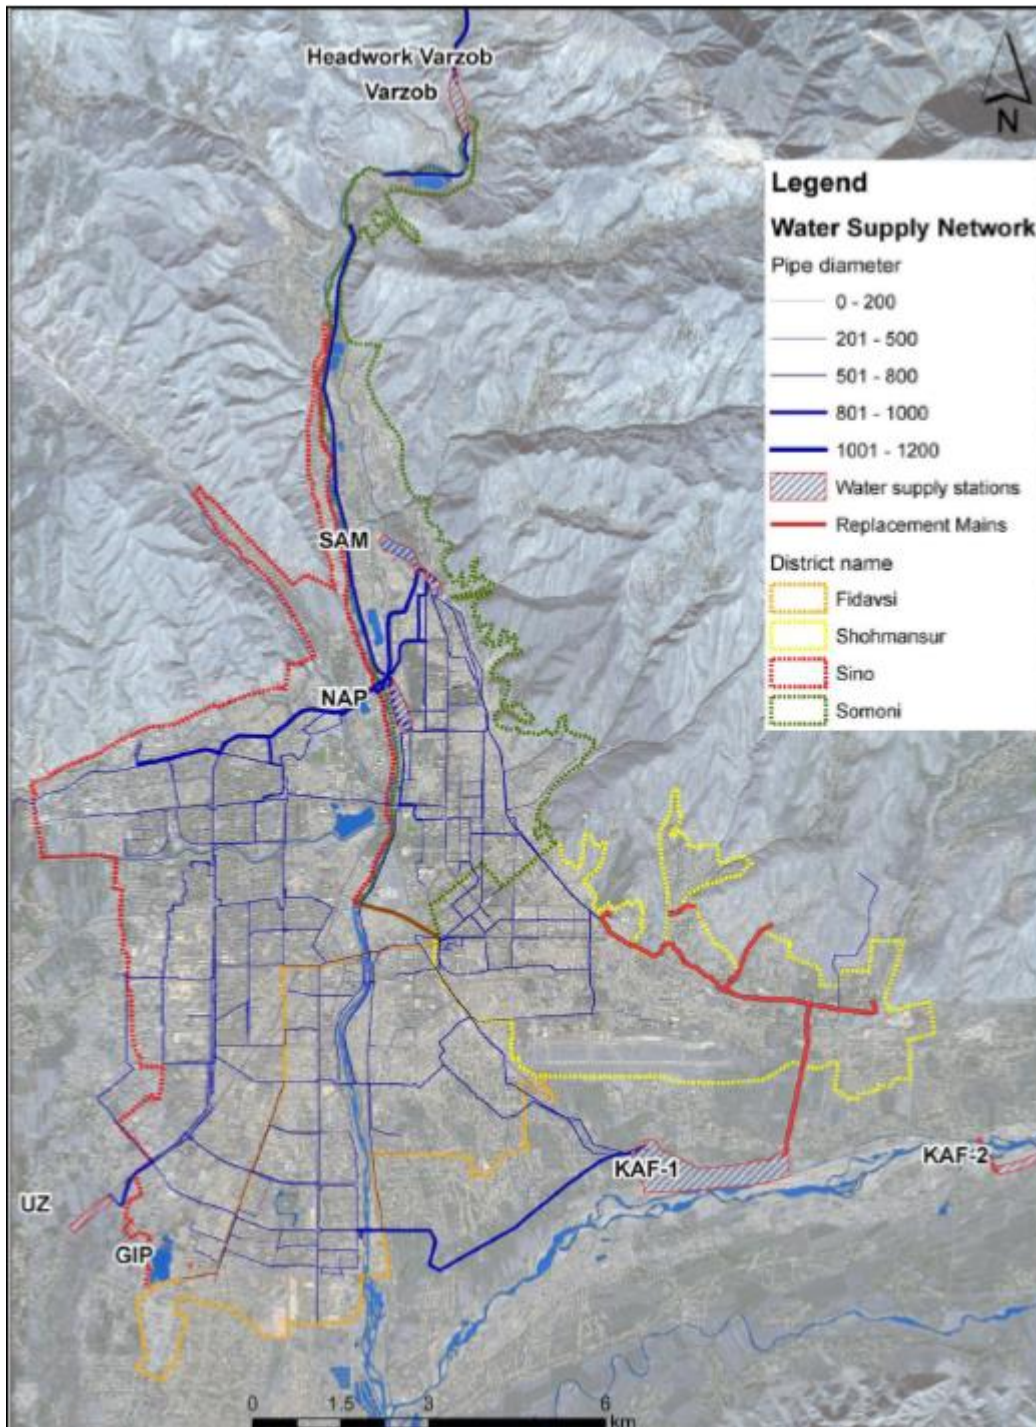 Headwork Varzob
Varzob
N
Legend
Water Supply Network
Pipe diameter
0 - 200
201 - 500
501 - 800
801 - 1000
1001 - 1200
Water supply stations
Replacement Mains
District name
Fidavsi
Shohmansur
Sino
Somoni
SAM
NAP
KAF-1
KAF-2
UZ
GIP
0 1.5 3 6
km